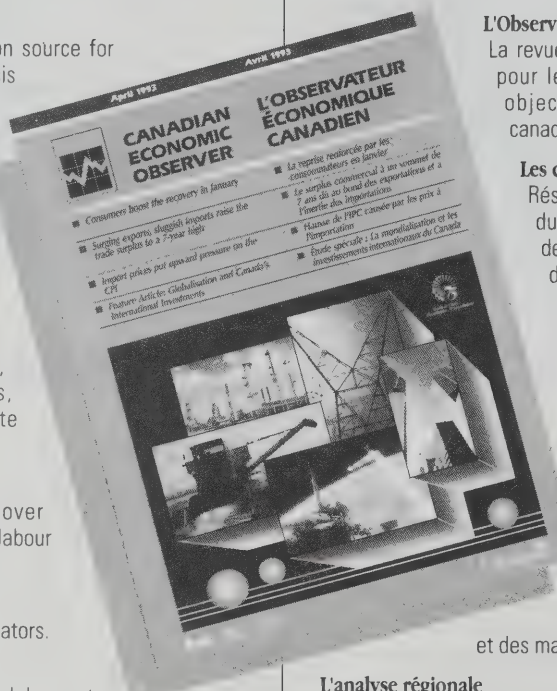 on source for
is
s,
te
over
labour
ators.
April 1993
Avril 1993
CANADIAN
ECONOMIC
OBSERVER
L'OBSERVATEUR
ÉCONOMIQUE
CANADIEN
■ Consumers boost the recovery in January
■ Surging exports, sluggish imports raise the
trade surplus to a 7-year high
■ Import prices put upward pressure on the
CPI
■ Feature Article: Globalisation and Canada's
International Investments
■ La reprise renforcée par les
consommateurs en janvier
■ Le surplus commercial à un sommet de
7 ans dû au bond des exportations et à
l'inertie des importations
■ Hausse de l'IPC causée par les prix à
l'importation
■ Étude spéciale : La mondialisation et les
investissements internationaux du Canada
L'Observ
La revue
pour le
objec
canad
Les c
Rés
du
de
d
et des ma
L'analyse régionale